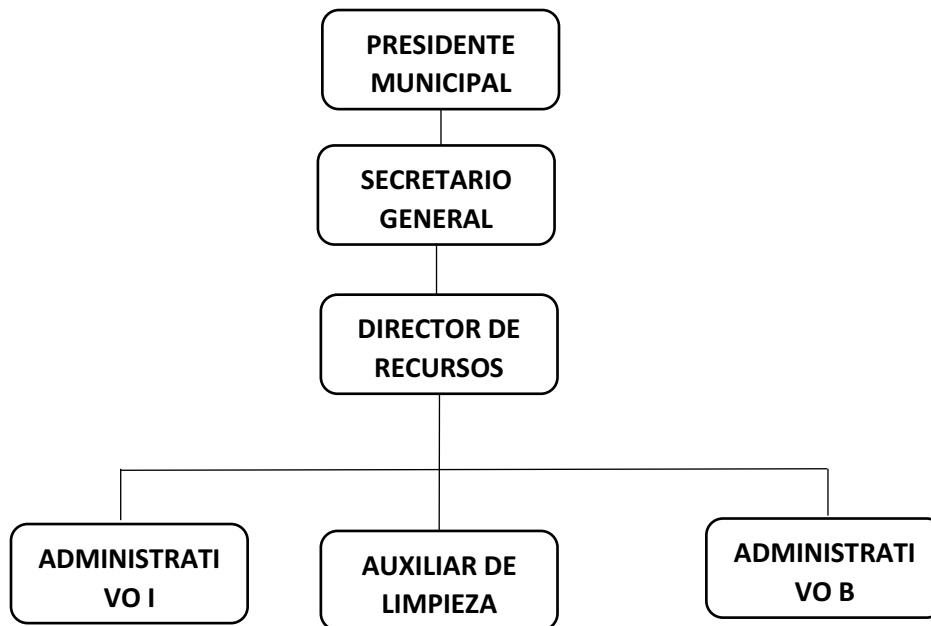 PRESIDENTE
MUNICIPAL
SECRETARIO
GENERAL
DIRECTOR DE
RECURSOS
ADMINISTRATI
VO I
AUXILIAR DE
LIMPIEZA
ADMINISTRATI
VO B